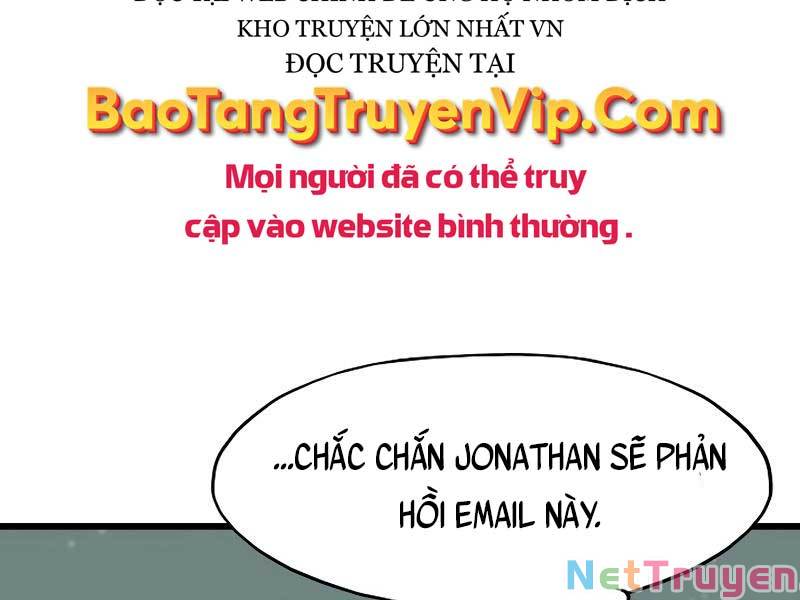 KHO TRUYỆN LỚN NHẤT VN
ĐỌC TRUYỆN TẠI
BaoTangTruyenVip.Com
Mọi người đã có thể truy
cập vào website bình thường .
...CHẮC CHẮN JONATHAN SẼ PHẢN
HỒI EMAIL NÀY.
NetTruyen